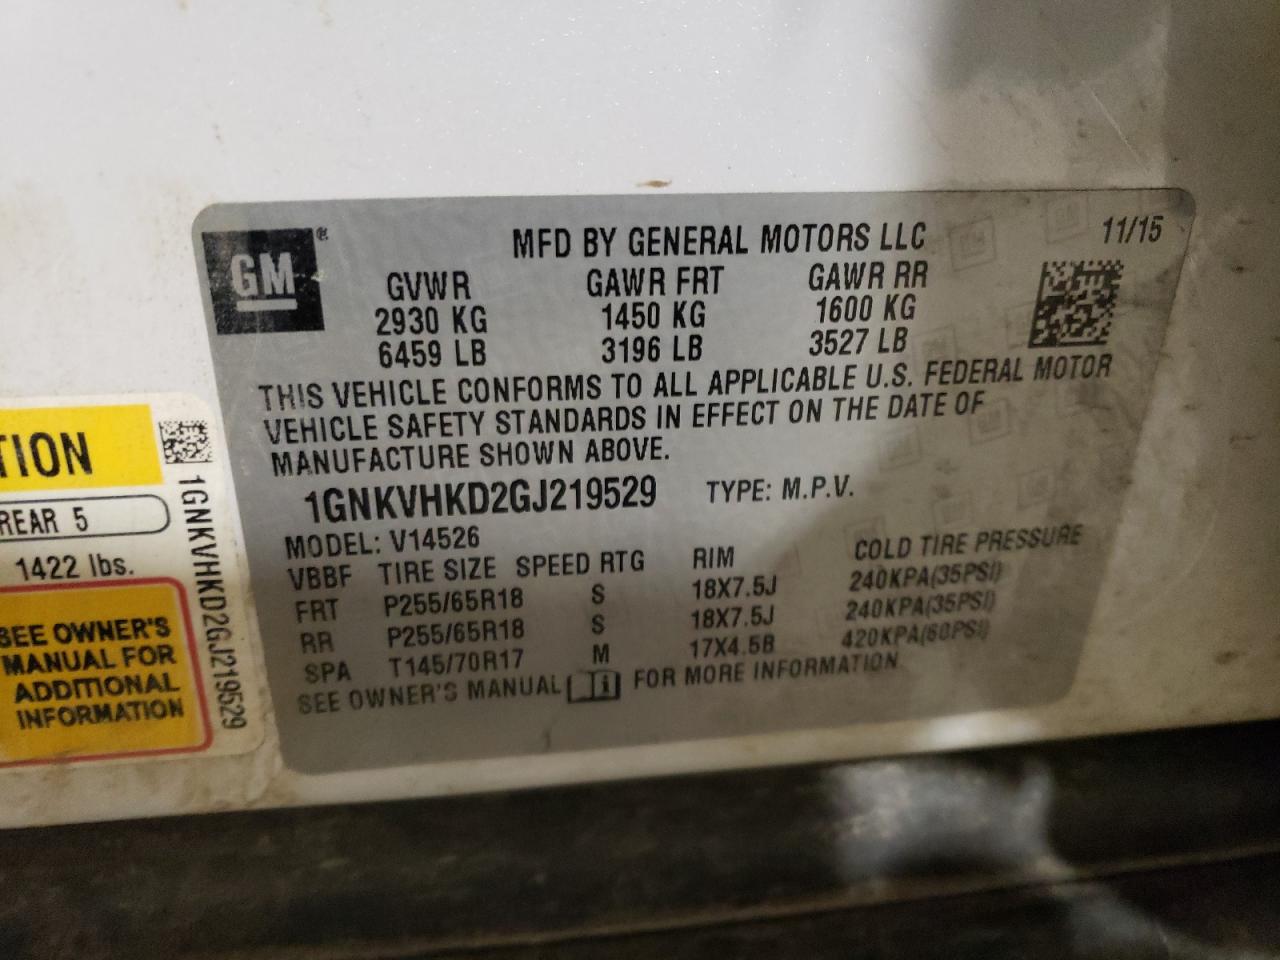 GM®
MFD BY GENERAL MOTORS LLC 11/15
GVWR GAWR FRT GAWR RR
2930 KG 1450 KG 1600 KG
6459 LB 3196 LB 3527 LB
THIS VEHICLE CONFORMS TO ALL APPLICABLE U.S. FEDERAL MOTOR
VEHICLE SAFETY STANDARDS IN EFFECT ON THE DATE OF
MANUFACTURE SHOWN ABOVE.
1GNKVHKD2GJ219529 TYPE: M.P.V.
MODEL: V14526
VBBF TIRE SIZE SPEED RTG RIM COLD TIRE PRESSURE
FRT P255/65R18 S 18X7.5J 240KPA(35PSI)
RR P255/65R18 S 18X7.5J 240KPA(35PSI)
SPA T145/70R17 M 17X4.5B 420KPA(60PSI)
SEE OWNER'S MANUAL FOR MORE INFORMATION
TION
REAR 5
1422 lbs.
SEE OWNER'S
MANUAL FOR
ADDITIONAL
INFORMATION
1GNKVHKD2GJ219529